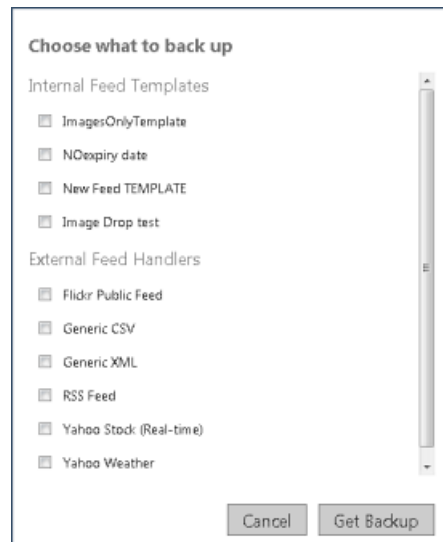 Choose what to back up
Internal Feed Templates
ImagesOnlyTemplate
NOexpiry date
New Feed TEMPLATE
Image Drop test
External Feed Handlers
Flickr Public Feed
Generic CSV
Generic XML
RSS Feed
Yahoo Stock (Real-time)
Yahoo Weather
Cancel Get Backup